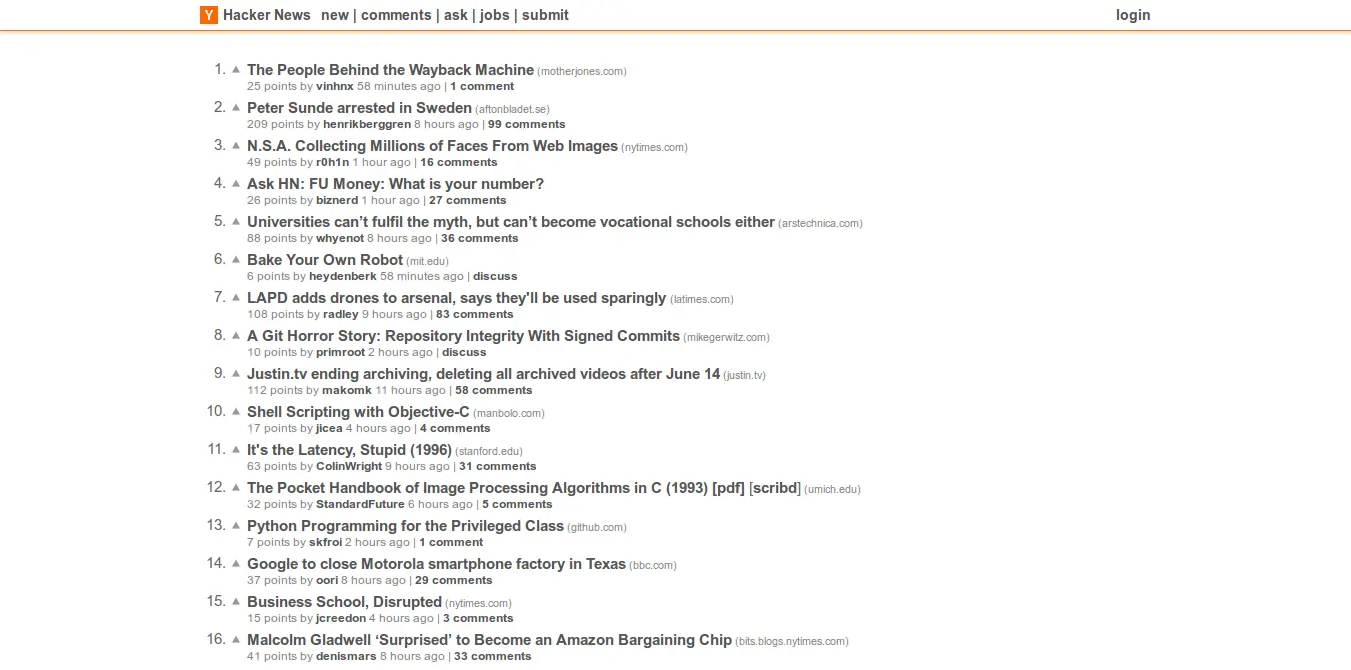 Y Hacker News new | comments | ask | jobs | submit login
1. ▲ The People Behind the Wayback Machine (motherjones.com)
25 points by vinhnx 58 minutes ago | 1 comment
2. ▲ Peter Sunde arrested in Sweden (aftonbladet.se)
209 points by henrikberggren 8 hours ago | 99 comments
3. ▲ N.S.A. Collecting Millions of Faces From Web Images (nytimes.com)
49 points by r0h1n 1 hour ago | 16 comments
4. ▲ Ask HN: FU Money: What is your number?
26 points by biznerd 1 hour ago | 27 comments
5. ▲ Universities can’t fulfil the myth, but can’t become vocational schools either (arstechnica.com)
88 points by whyenot 8 hours ago | 36 comments
6. ▲ Bake Your Own Robot (mit.edu)
6 points by heydenberk 58 minutes ago | discuss
7. ▲ LAPD adds drones to arsenal, says they'll be used sparingly (latimes.com)
108 points by radley 9 hours ago | 83 comments
8. ▲ A Git Horror Story: Repository Integrity With Signed Commits (mikegerwitz.com)
10 points by primroot 2 hours ago | discuss
9. ▲ Justin.tv ending archiving, deleting all archived videos after June 14 (justin.tv)
112 points by makomk 11 hours ago | 58 comments
10. ▲ Shell Scripting with Objective-C (manbolo.com)
17 points by jicea 4 hours ago | 4 comments
11. ▲ It's the Latency, Stupid (1996) (stanford.edu)
63 points by ColinWright 9 hours ago | 31 comments
12. ▲ The Pocket Handbook of Image Processing Algorithms in C (1993) [pdf] [scribd] (umich.edu)
32 points by StandardFuture 6 hours ago | 5 comments
13. ▲ Python Programming for the Privileged Class (github.com)
7 points by skfroi 2 hours ago | 1 comment
14. ▲ Google to close Motorola smartphone factory in Texas (bbc.com)
37 points by oori 8 hours ago | 29 comments
15. ▲ Business School, Disrupted (nytimes.com)
15 points by jcreedon 4 hours ago | 3 comments
16. ▲ Malcolm Gladwell ‘Surprised’ to Become an Amazon Bargaining Chip (bits.blogs.nytimes.com)
41 points by denismars 8 hours ago | 33 comments